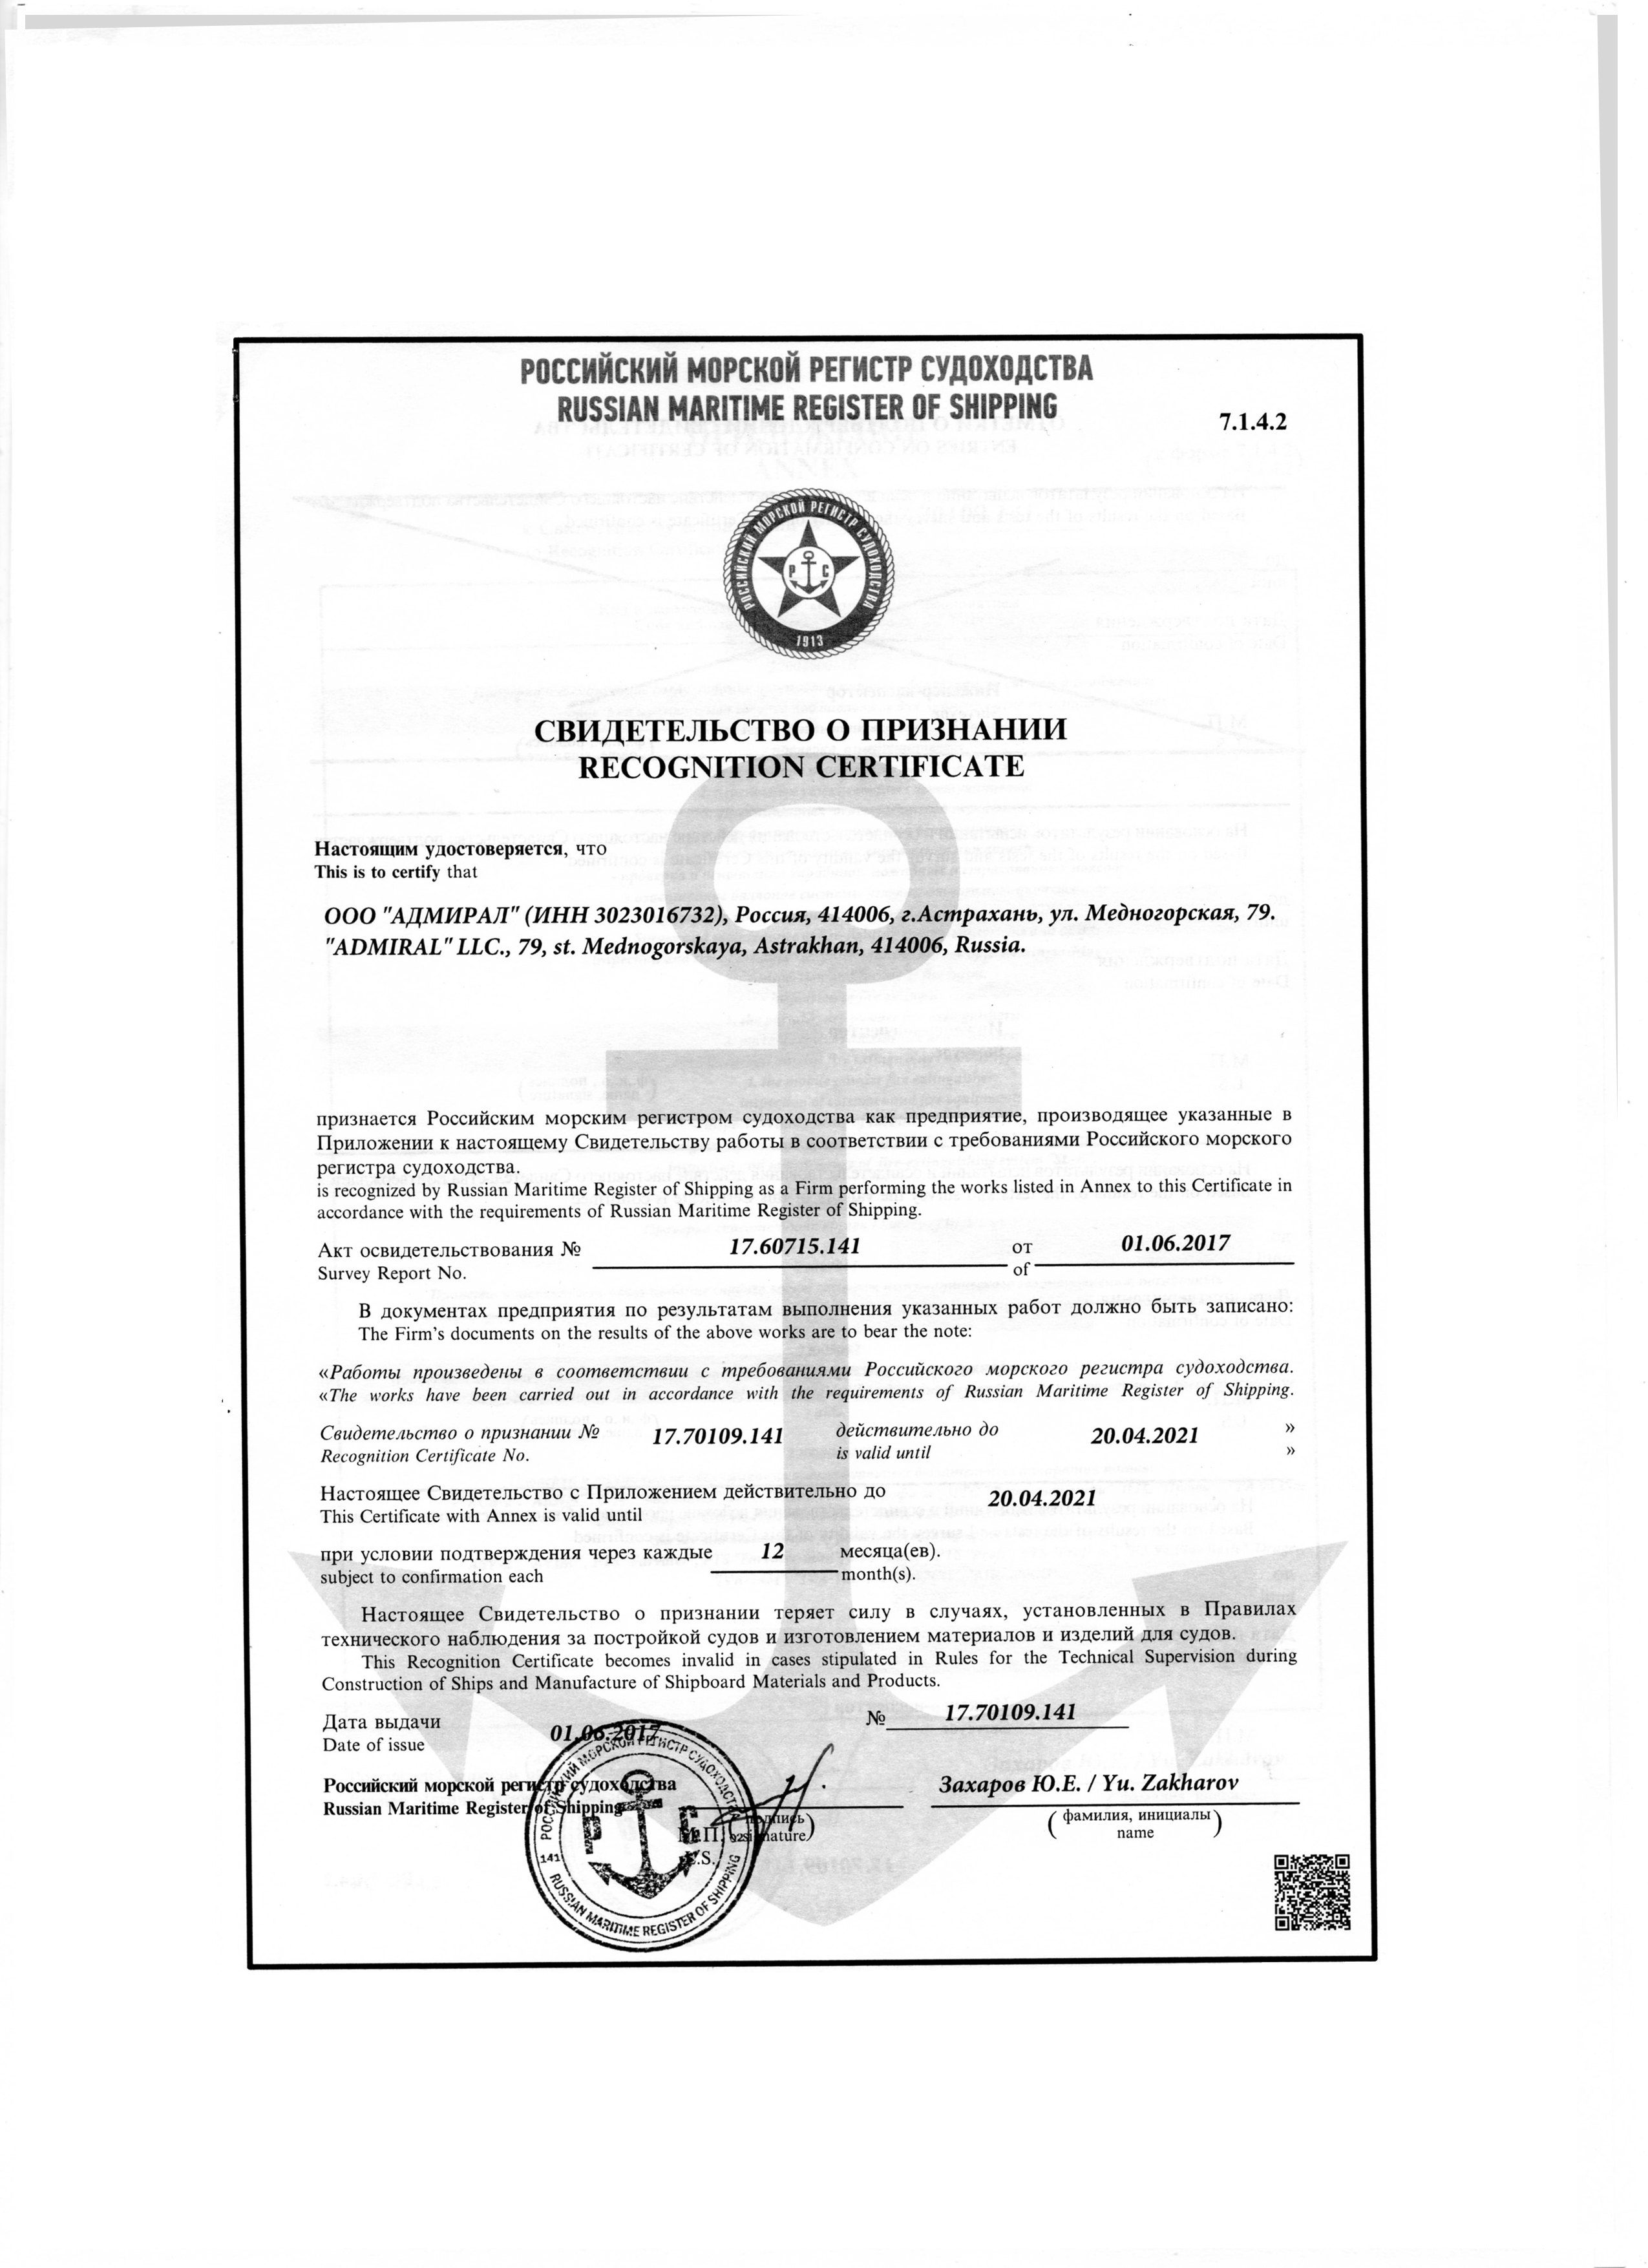 РОССИЙСКИЙ МОРСКОЙ РЕГИСТР СУДОХОДСТВА
RUSSIAN MARITIME REGISTER OF SHIPPING
7.1.4.2
РОССИЙСКИЙ МОРСКОЙ РЕГИСТР СУДОХОДСТВА
Р С
1913
СВИДЕТЕЛЬСТВО О ПРИЗНАНИИ
RECOGNITION CERTIFICATE
Настоящим удостоверяется, что
This is to certify that
ООО "АДМИРАЛ" (ИНН 3023016732), Россия, 414006, г.Астрахань, ул. Медногорская, 79.
"ADMIRAL" LLC., 79, st. Mednogorskaya, Astrakhan, 414006, Russia.
признается Российским морским регистром судоходства как предприятие, производящее указанные в
Приложении к настоящему Свидетельству работы в соответствии с требованиями Российского морского
регистра судоходства.
is recognized by Russian Maritime Register of Shipping as a Firm performing the works listed in Annex to this Certificate in
accordance with the requirements of Russian Maritime Register of Shipping.
Акт освидетельствования № 17.60715.141 от 01.06.2017
Survey Report No. of
В документах предприятия по результатам выполнения указанных работ должно быть записано:
The Firm's documents on the results of the above works are to bear the note:
«Работы произведены в соответствии с требованиями Российского морского регистра судоходства.
«The works have been carried out in accordance with the requirements of Russian Maritime Register of Shipping.
Свидетельство о признании № 17.70109.141 действительно до 20.04.2021 »
Recognition Certificate No. is valid until »
Настоящее Свидетельство с Приложением действительно до 20.04.2021
This Certificate with Annex is valid until
при условии подтверждения через каждые 12 месяца(ев).
subject to confirmation each month(s).
Настоящее Свидетельство о признании теряет силу в случаях, установленных в Правилах
технического наблюдения за постройкой судов и изготовлением материалов и изделий для судов.
This Recognition Certificate becomes invalid in cases stipulated in Rules for the Technical Supervision during
Construction of Ships and Manufacture of Shipboard Materials and Products.
Дата выдачи 01.06.2017 № 17.70109.141
Date of issue
Российский морской регистр судоходства Захаров Ю.Е. / Yu. Zakharov
Russian Maritime Register of Shipping
(подпись) (фамилия, инициалы)
М.П. (signature) name
L.S.
РОССИЙСКИЙ МОРСКОЙ РЕГИСТР СУДОХОДСТВА
Р С
141
RUSSIAN MARITIME REGISTER OF SHIPPING